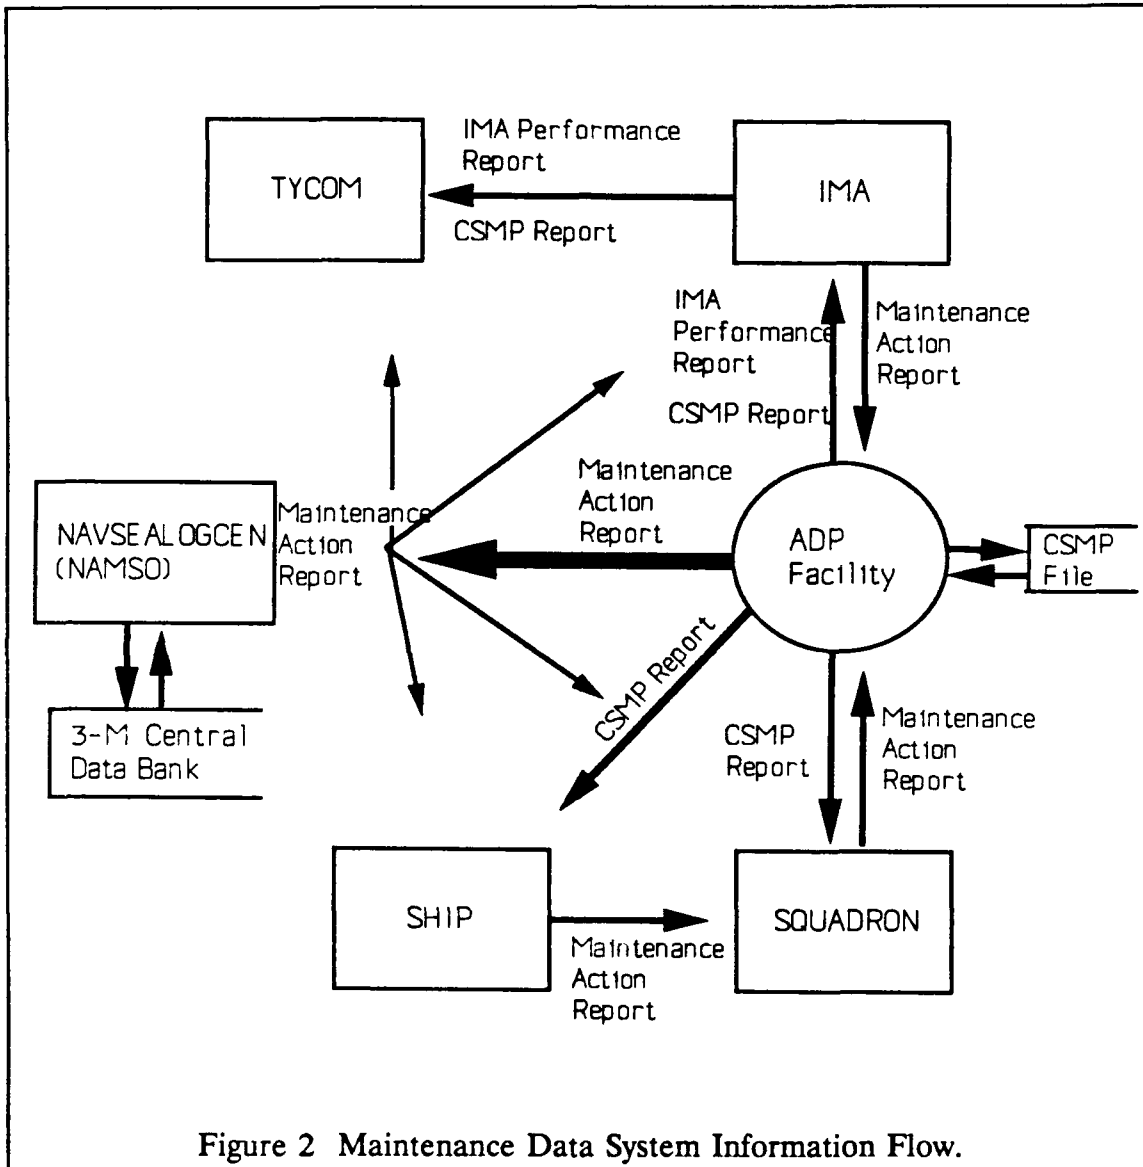 IMA Performance
Report
TYCOM
IMA
CSMP Report
IMA
Performance
Report
CSMP Report
Maintenance
Action
Report
Maintenance
Action
Report
NAVSEALOGCEN
(NAMSO)
Maintenance
Action
Report
ADP
Facility
CSMP
File
CSMP Report
3-M Central
Data Bank
CSMP
Report
Maintenance
Action
Report
SHIP
SQUADRON
Maintenance
Action
Report
Figure 2 Maintenance Data System Information Flow.